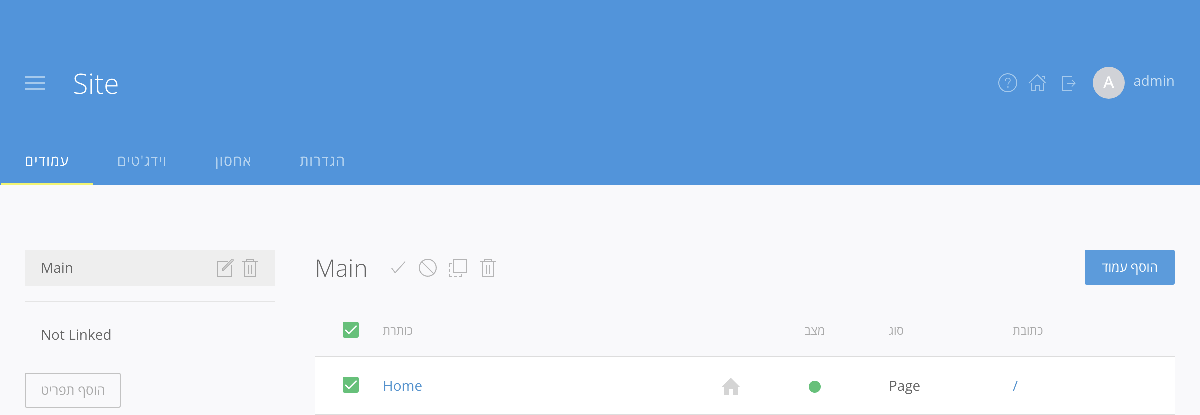 Site
A admin
עמודים וידג'טים אחסון הגדרות
Main
Not Linked
הוסף תפריט
Main
הוסף עמוד
כותרת מצב סוג כתובת
Home Page /